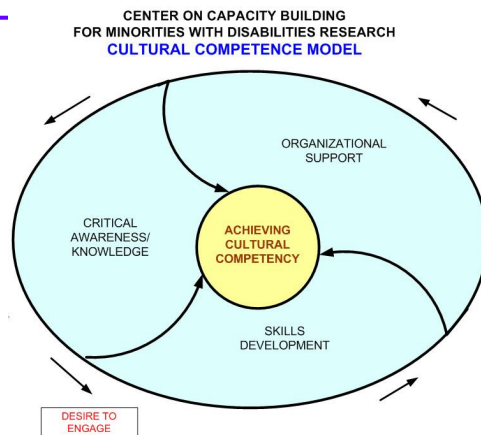 CENTER ON CAPACITY BUILDING
FOR MINORITIES WITH DISABILITIES RESEARCH
CULTURAL COMPETENCE MODEL
ORGANIZATIONAL
SUPPORT
CRITICAL
AWARENESS/
KNOWLEDGE
ACHIEVING
CULTURAL
COMPETENCY
SKILLS
DEVELOPMENT
DESIRE TO
ENGAGE